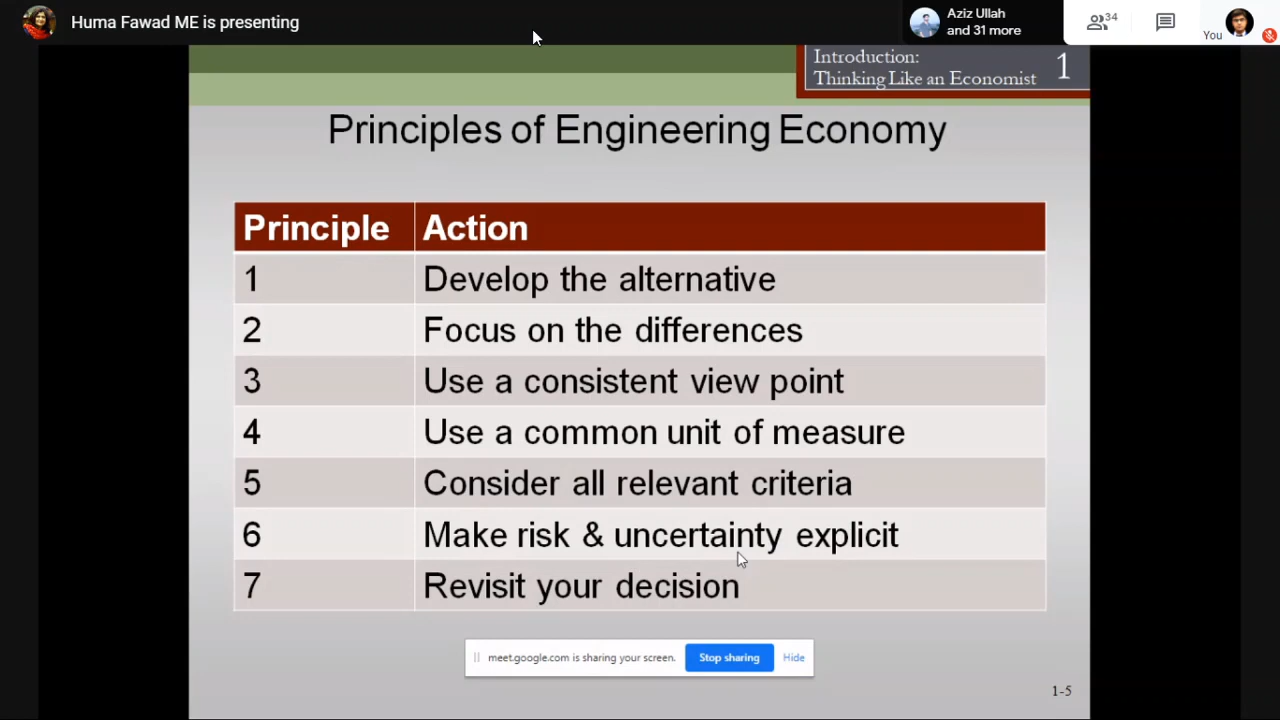 Huma Fawad ME is presenting
Aziz Ullah
and 31 more
34
You
Introduction:
Thinking Like an Economist
1
Principles of Engineering Economy
Principle Action
1 Develop the alternative
2 Focus on the differences
3 Use a consistent view point
4 Use a common unit of measure
5 Consider all relevant criteria
6 Make risk & uncertainty explicit
7 Revisit your decision
meet.google.com is sharing your screen. Stop sharing Hide
1-5